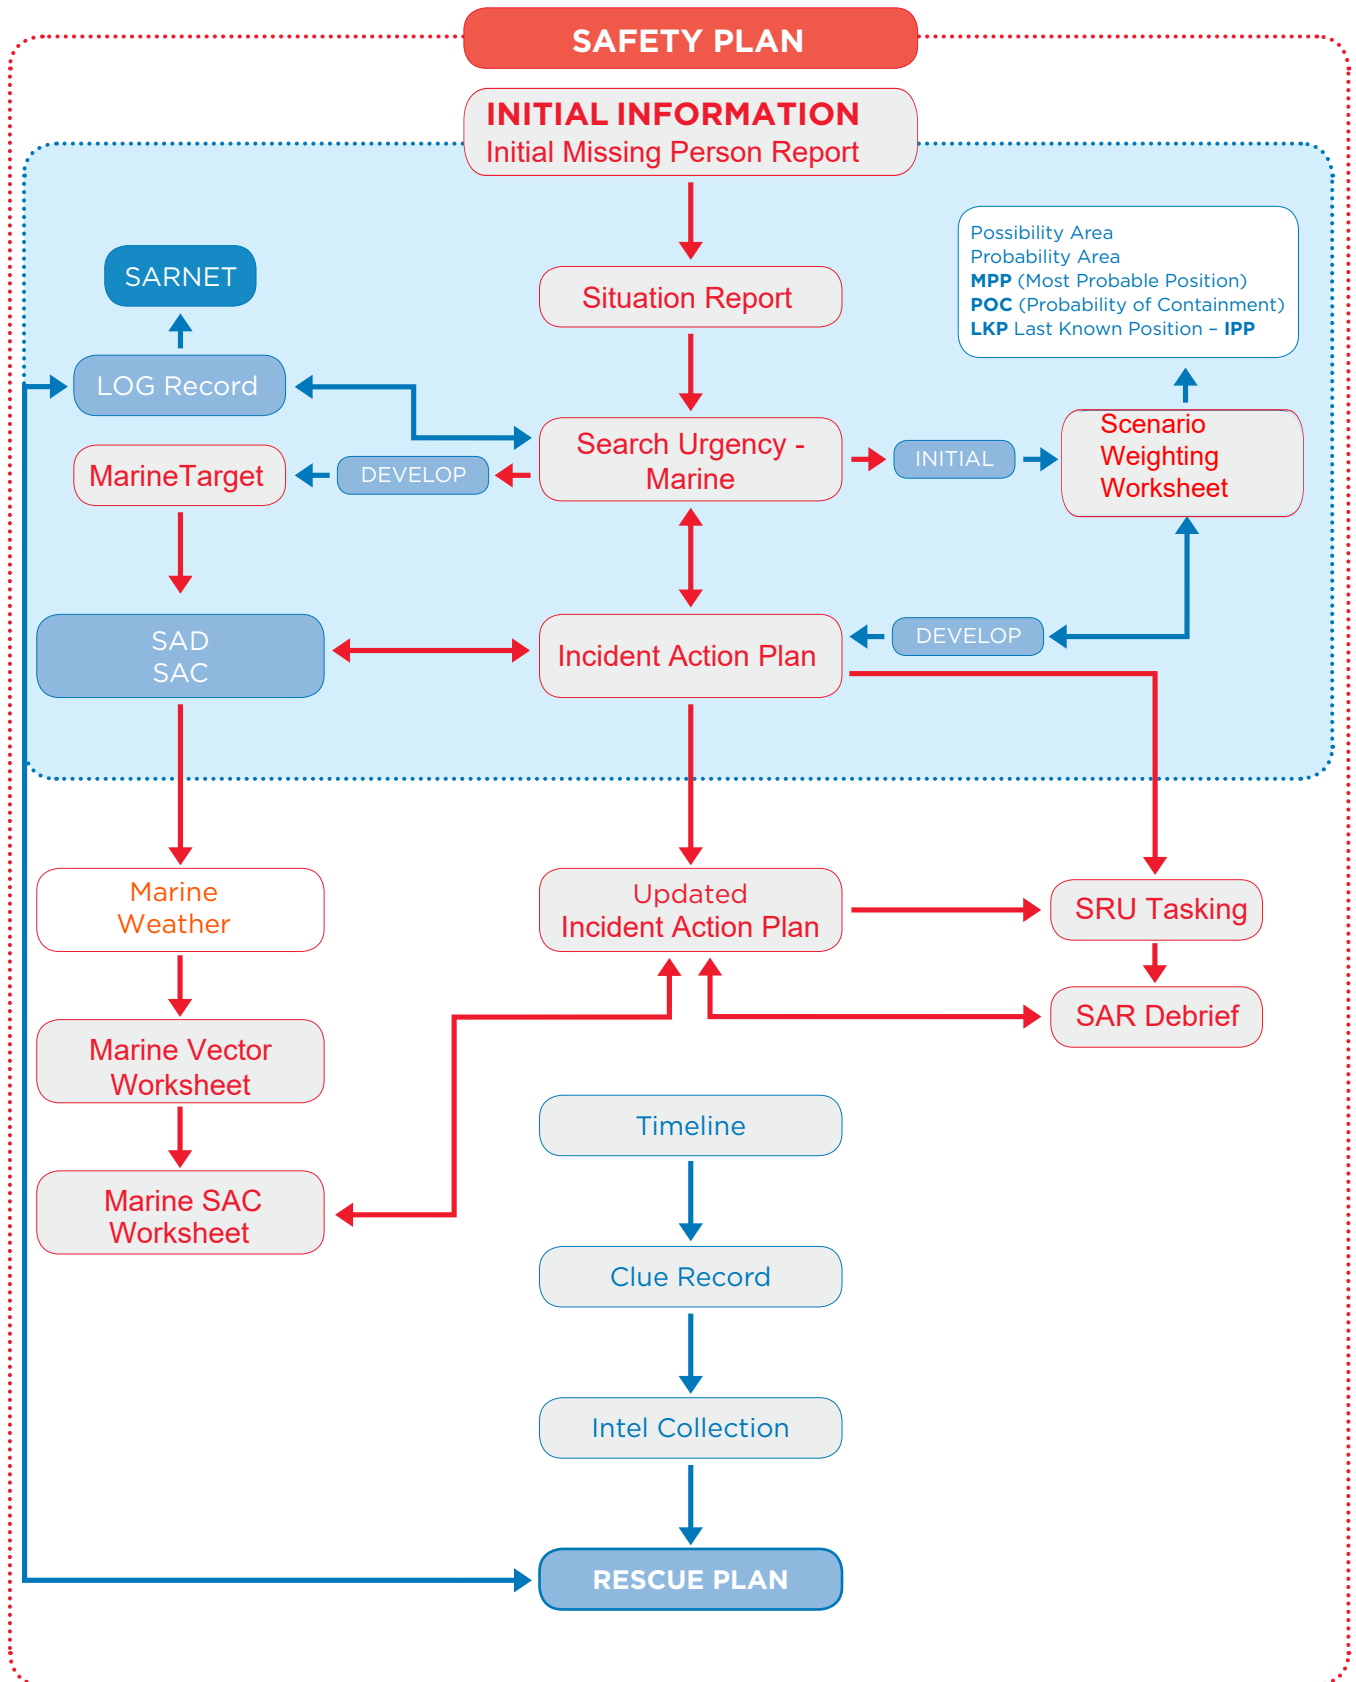 SAFETY PLAN
INITIAL INFORMATION
Initial Missing Person Report
Possibility Area
Probability Area
MPP (Most Probable Position)
POC (Probability of Containment)
LKP Last Known Position – IPP
SARNET
Situation Report
LOG Record
Search Urgency -
Marine
INITIAL
Scenario
Weighting
Worksheet
MarineTarget
DEVELOP
SAD
SAC
Incident Action Plan
DEVELOP
Marine
Weather
Updated
Incident Action Plan
SRU Tasking
SAR Debrief
Marine Vector
Worksheet
Timeline
Marine SAC
Worksheet
Clue Record
Intel Collection
RESCUE PLAN